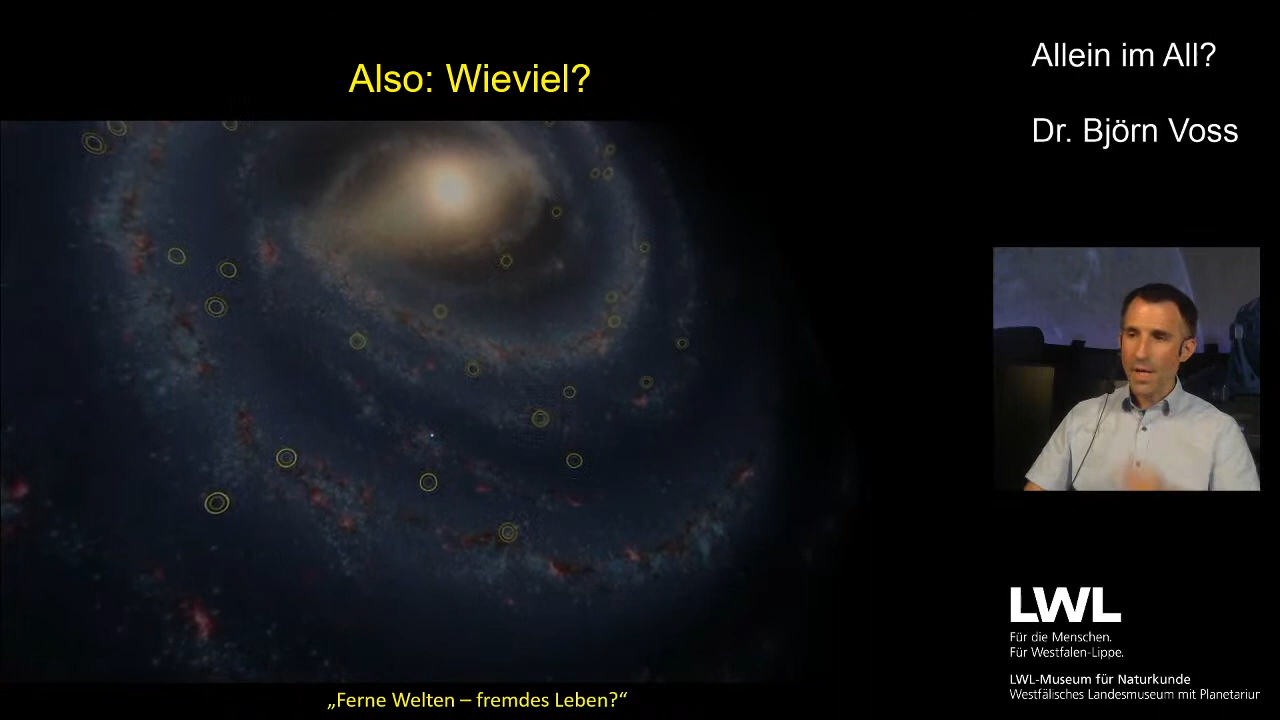 Also: Wieviel?
„Ferne Welten – fremdes Leben?“
Allein im All?
Dr. Björn Voss
LWL
Für die Menschen.
Für Westfalen-Lippe.
LWL-Museum für Naturkunde
Westfälisches Landesmuseum mit Planetariur